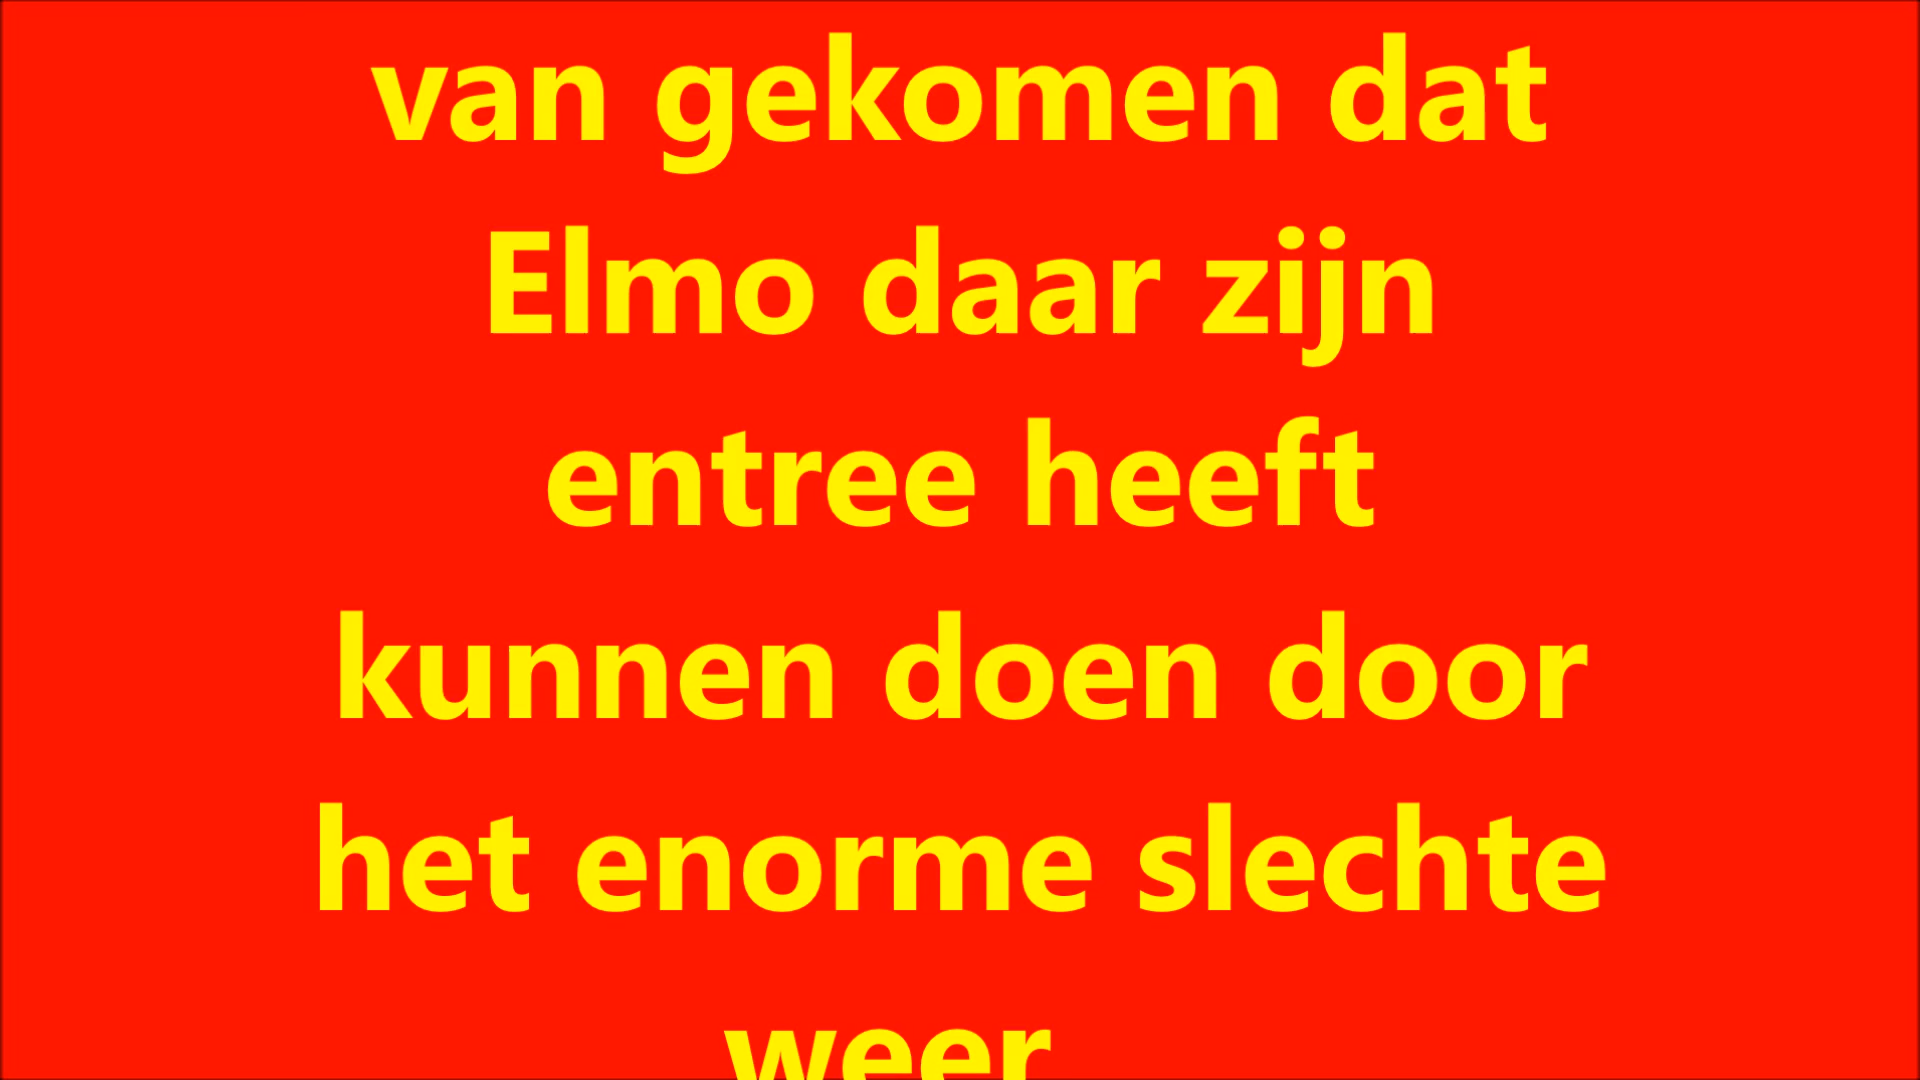 van gekomen dat
Elmo daar zijn
entree heeft
kunnen doen door
het enorme slechte
weer